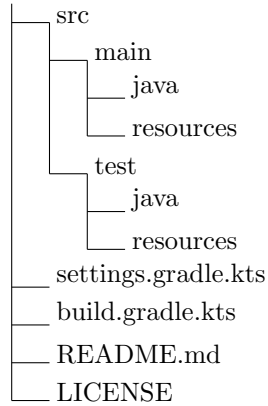 src
main
java
resources
test
java
resources
settings.gradle.kts
build.gradle.kts
README.md
LICENSE